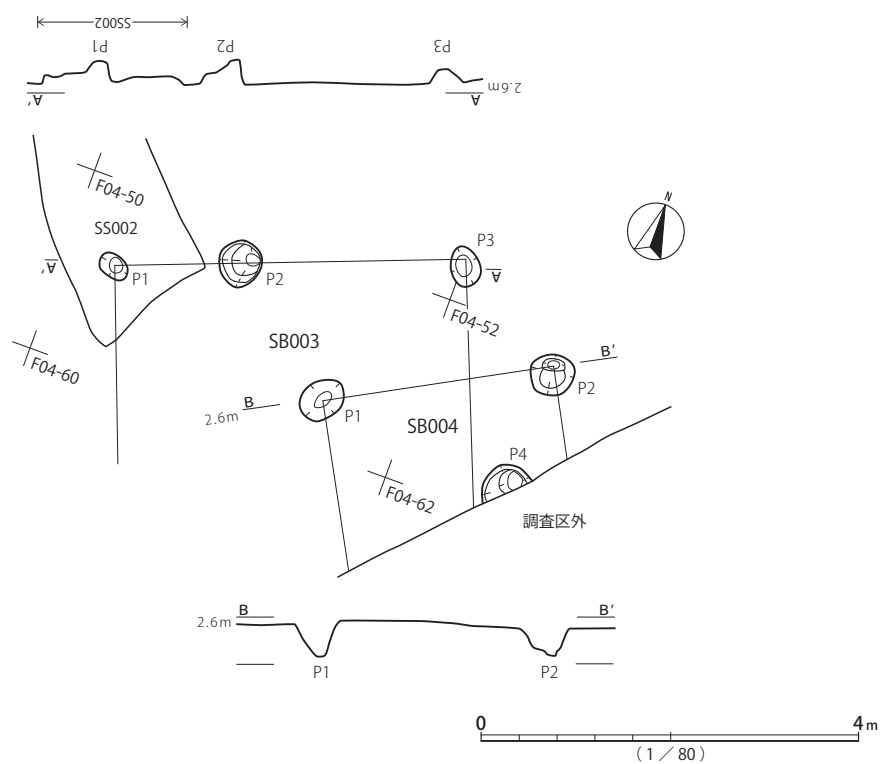 SS002
P1
P2
P3
A'
A
2.6m
F04-50
SS002
A'
P1
P2
P3
A
N
F04-52
F04-60
SB003
B'
B
2.6m
P1
P2
SB004
P4
F04-62
調査区外
B
B'
2.6m
P1
P2
0
4m
（1／80）